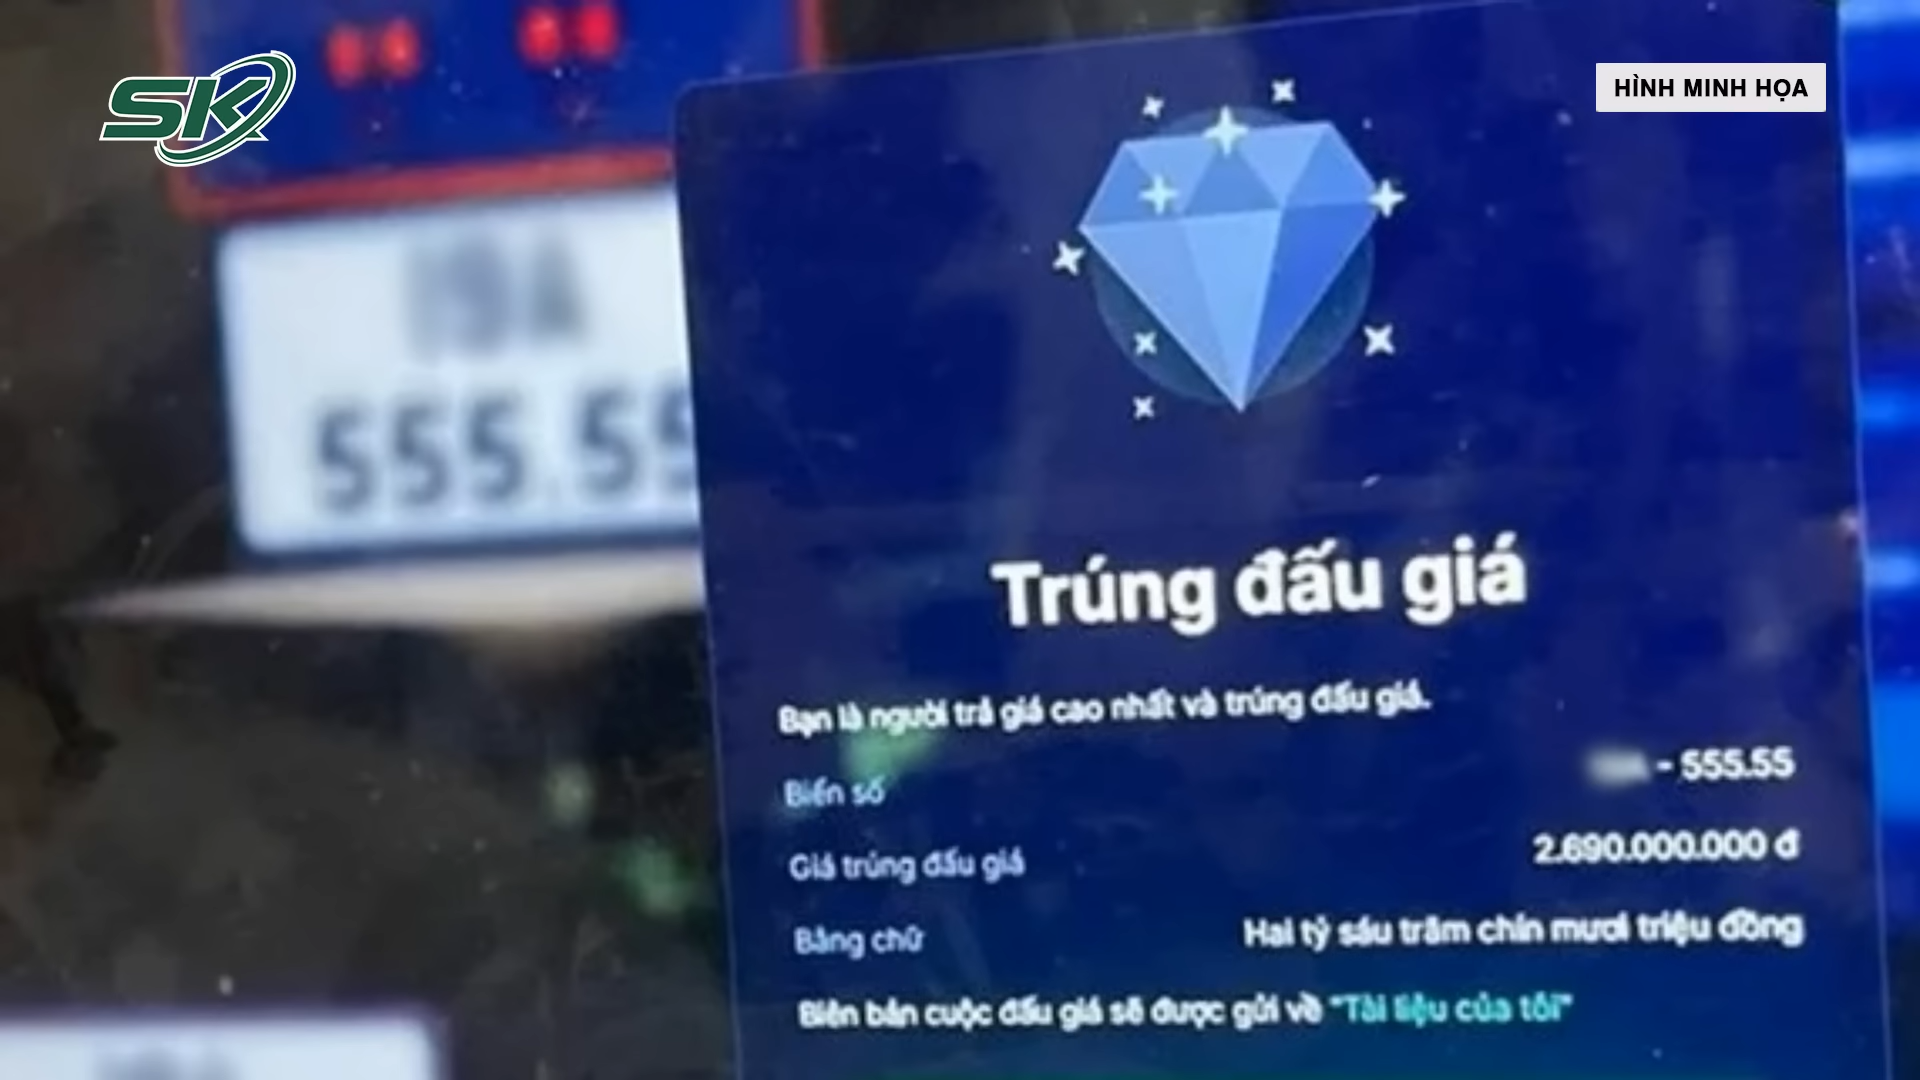 SK
HÌNH MINH HỌA
555.55
Trúng đấu giá
Bạn là người trả giá cao nhất và trúng đấu giá.
Biển số
- 555.55
Giá trúng đấu giá
2.690.000.000 đ
Bằng chữ
Hai tỷ sáu trăm chín mươi triệu đồng
Biên bản cuộc đấu giá sẽ được gửi về "Tài liệu của tôi"